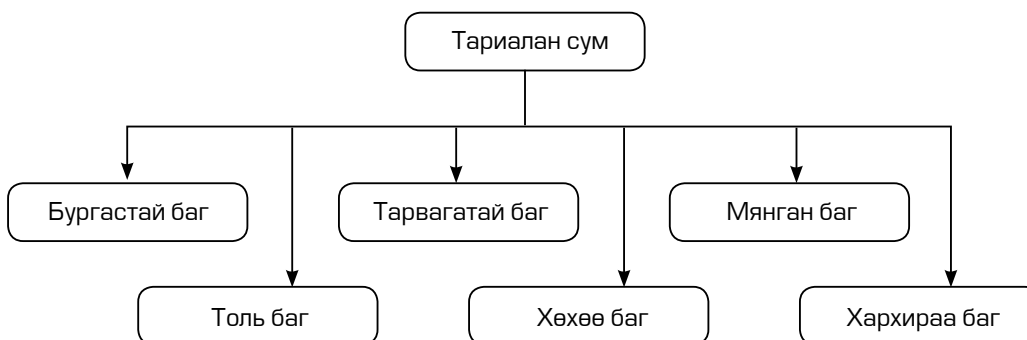 Тариалан сум
Бургастай баг
Тарвагатай баг
Мянган баг
Толь баг
Хөхөө баг
Хархираа баг